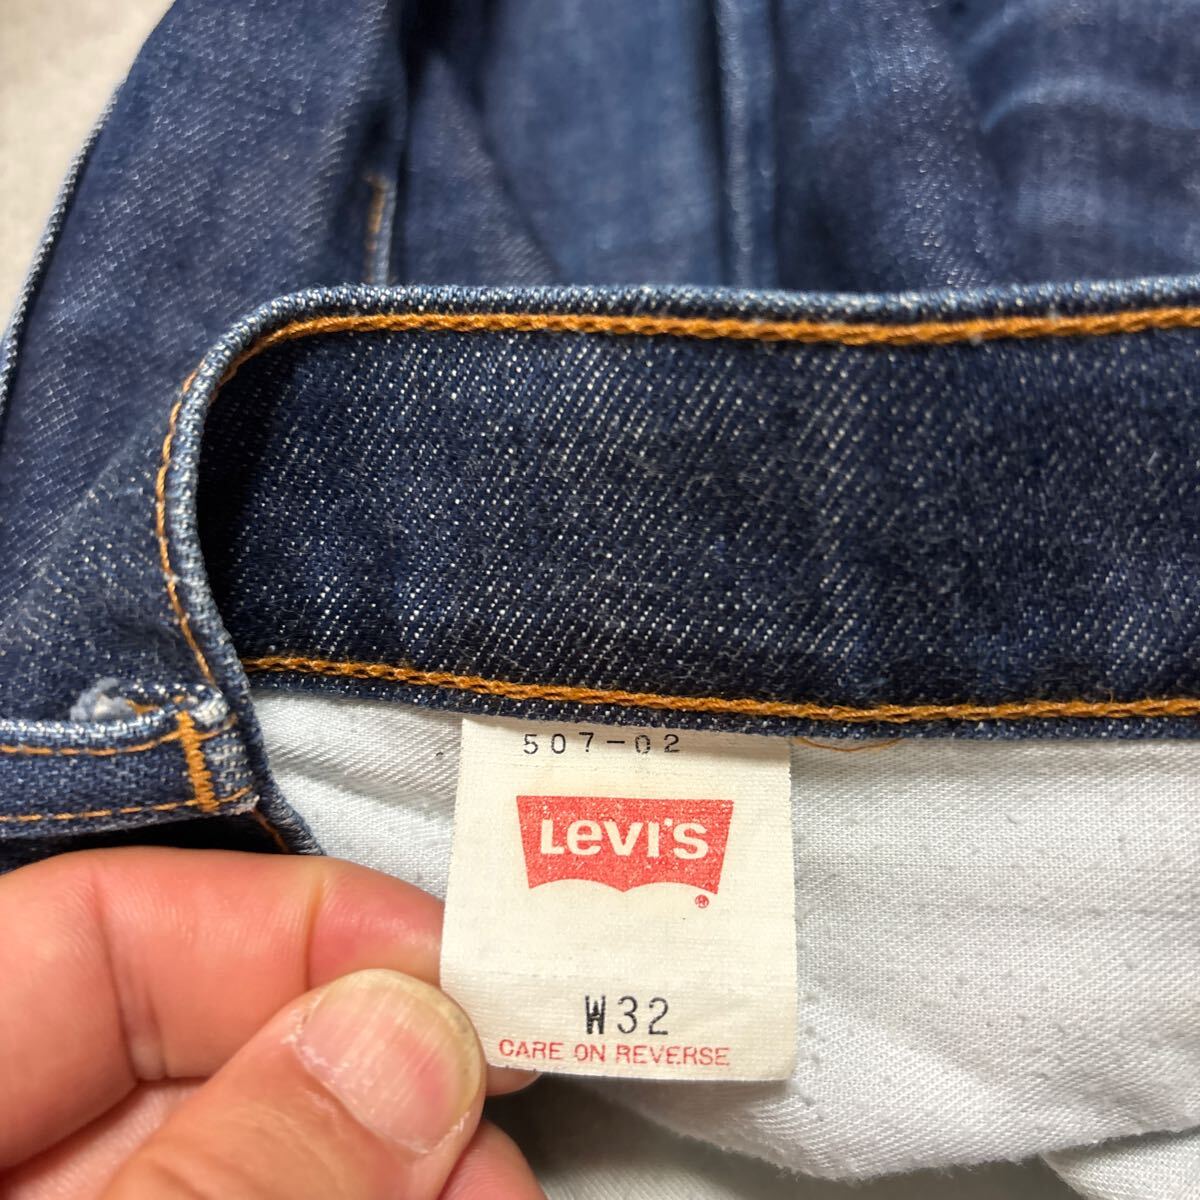 507-02
Levi's
®
W32
CARE ON REVERSE